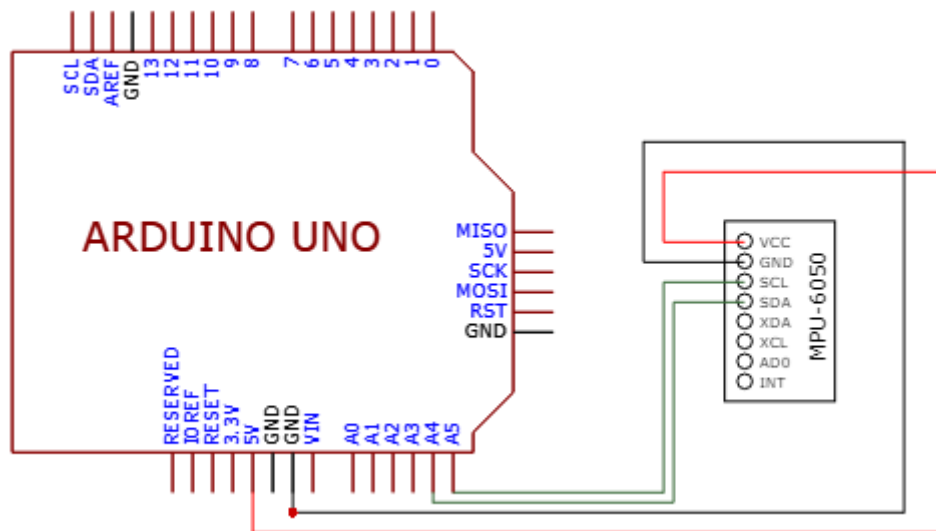 SCL
SDA
AREF
GND
13
12
11
10
9
8
7
6
5
4
3
2
1
0
ARDUINO UNO
MISO
5V
SCK
MOSI
RST
GND
VCC
GND
SCL
SDA
XDA
XCL
AD0
INT
MPU-6050
RESERVED
IOREF
RESET
3.3V
5V
GND
GND
VIN
A0
A1
A2
A3
A4
A5